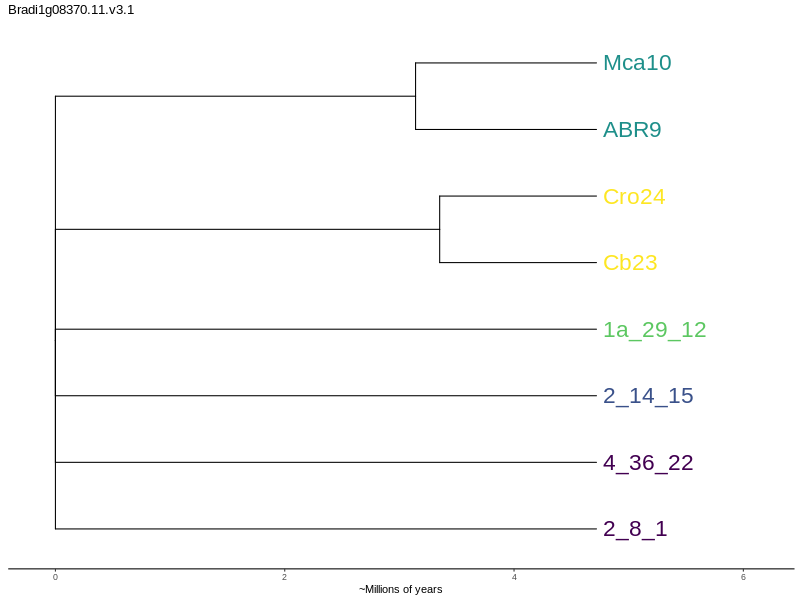 Bradi1g08370.11.v3.1
Mca10
ABR9
Cro24
Cb23
1a_29_12
2_14_15
4_36_22
2_8_1
0 2 4 6
~Millions of years